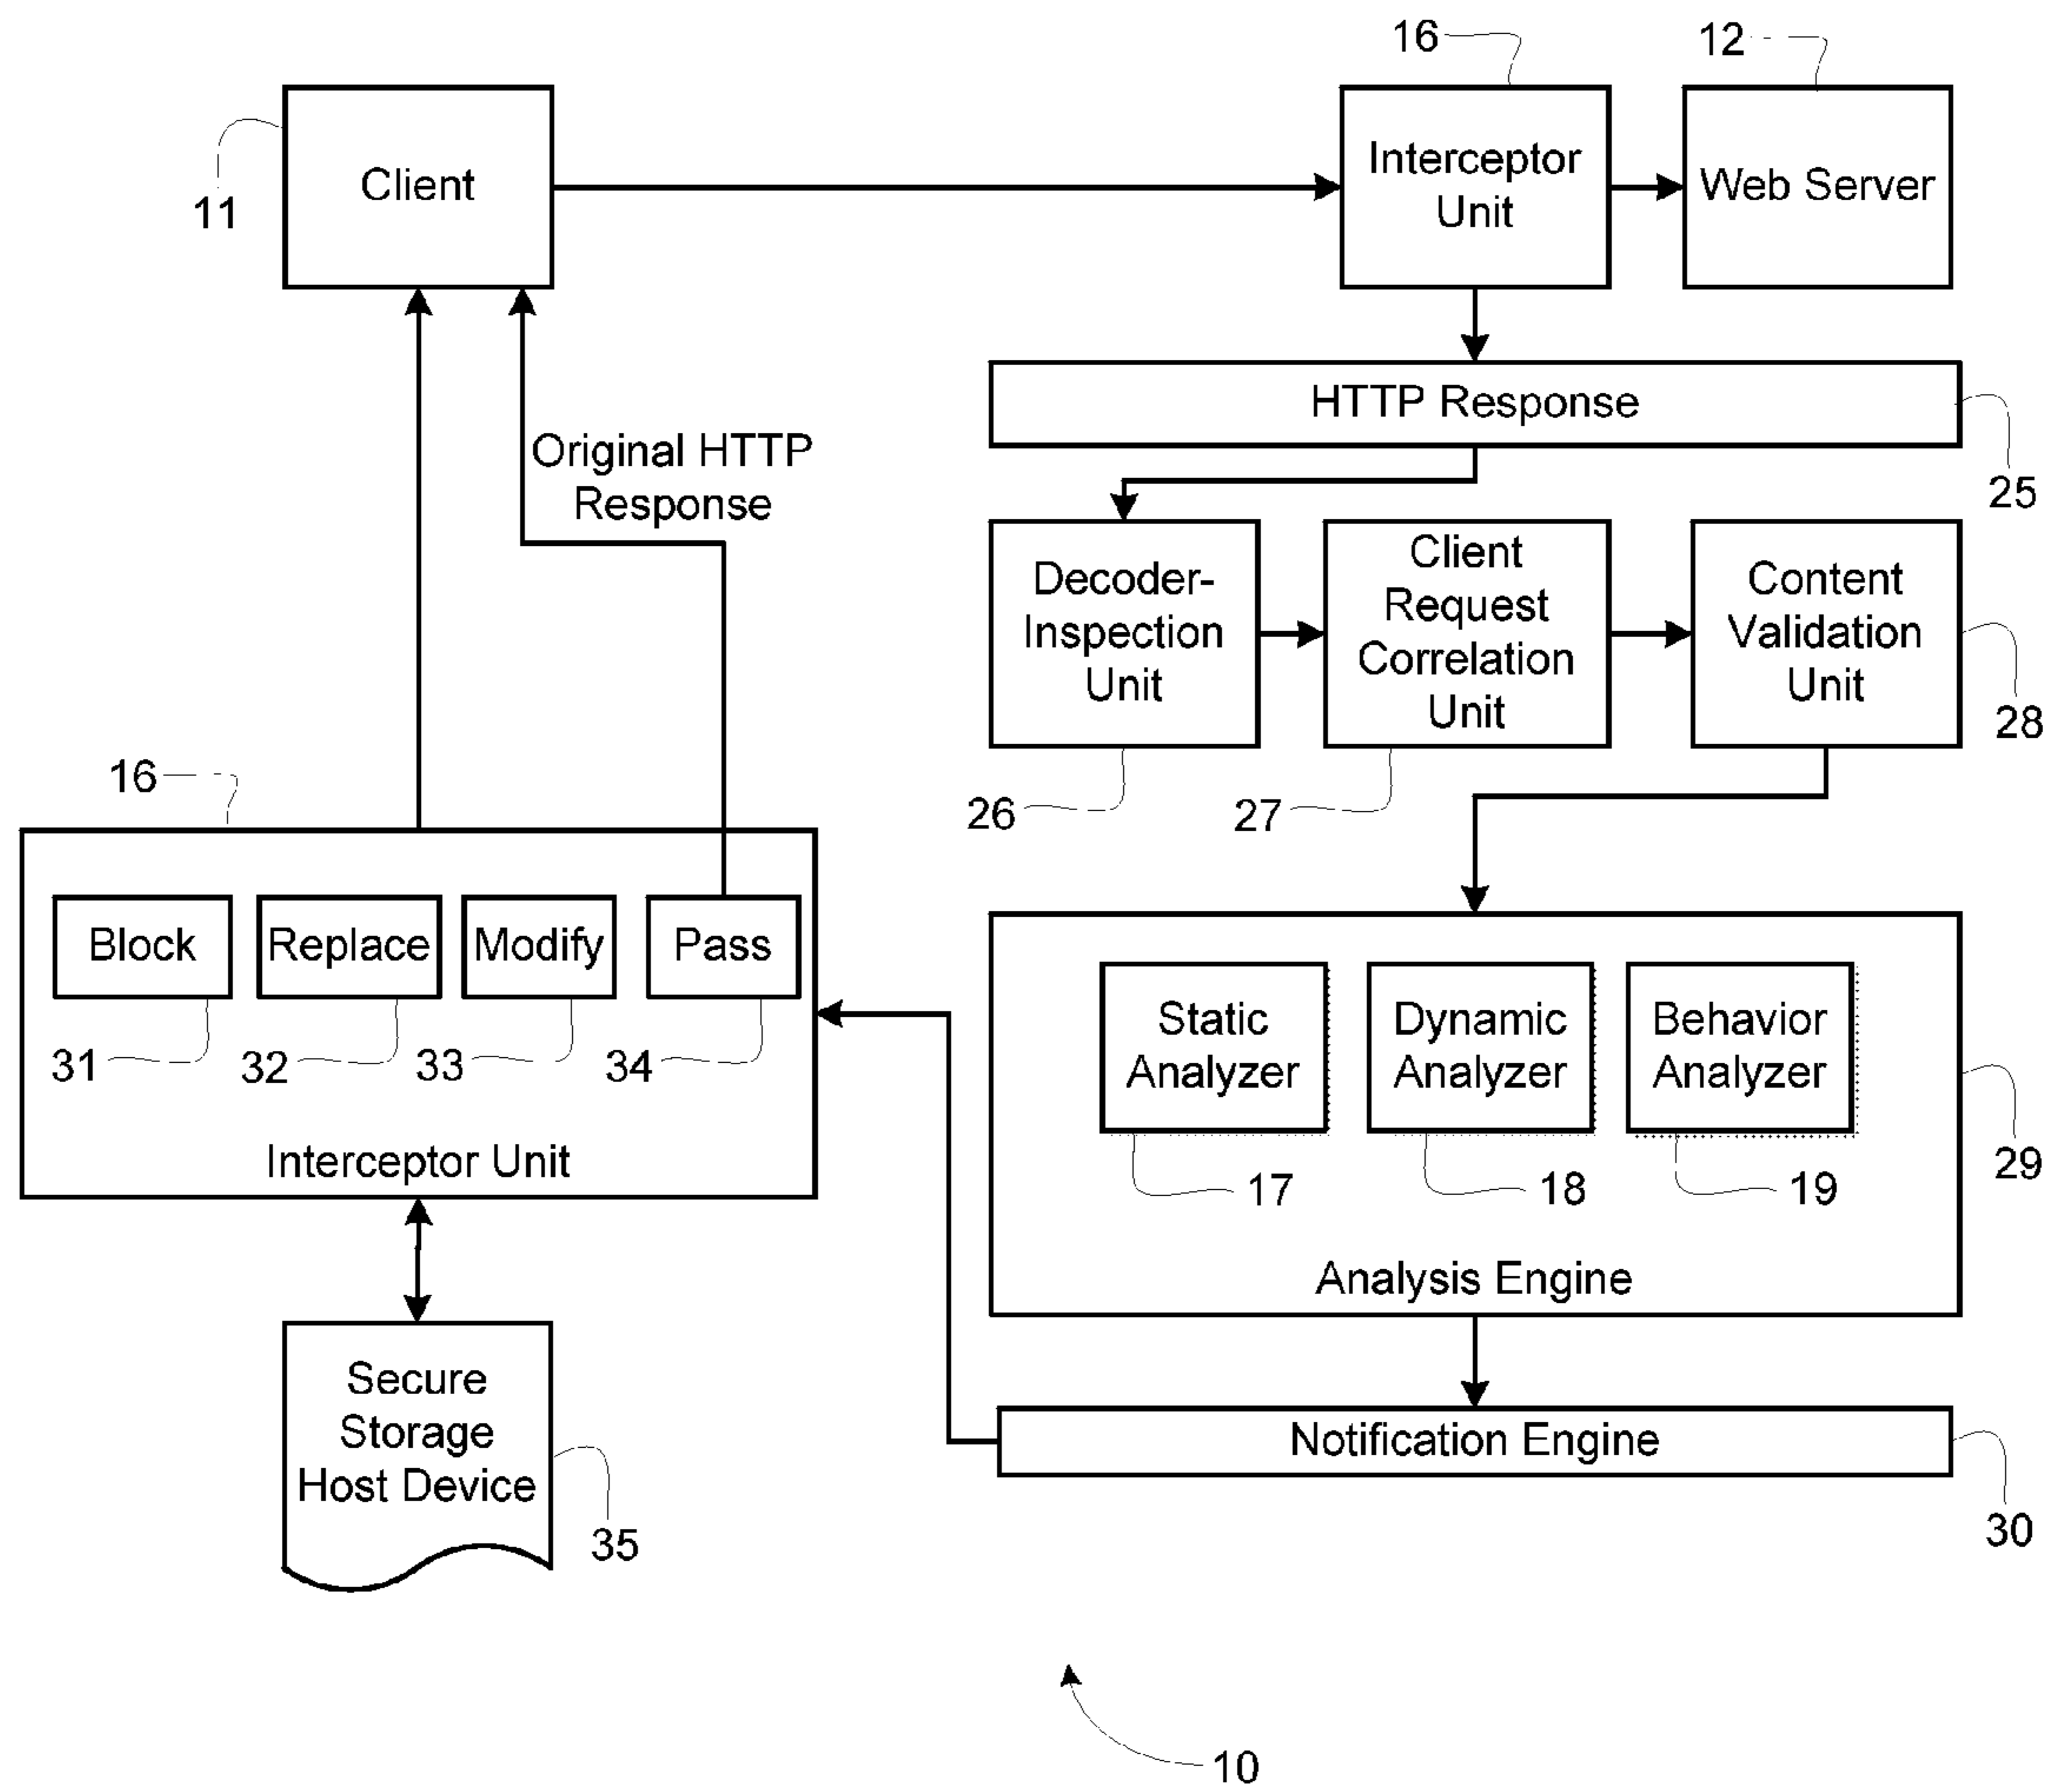 16
12
Client
Interceptor
Unit
Web Server
11
HTTP Response
Original HTTP
Response
25
Decoder-
Inspection
Unit
Client
Request
Correlation
Unit
Content
Validation
Unit
28
16
26
27
Block
Replace
Modify
Pass
31
32
33
34
Interceptor Unit
Static
Analyzer
Dynamic
Analyzer
Behavior
Analyzer
17
18
19
29
Analysis Engine
Secure
Storage
Host Device
35
Notification Engine
30
10